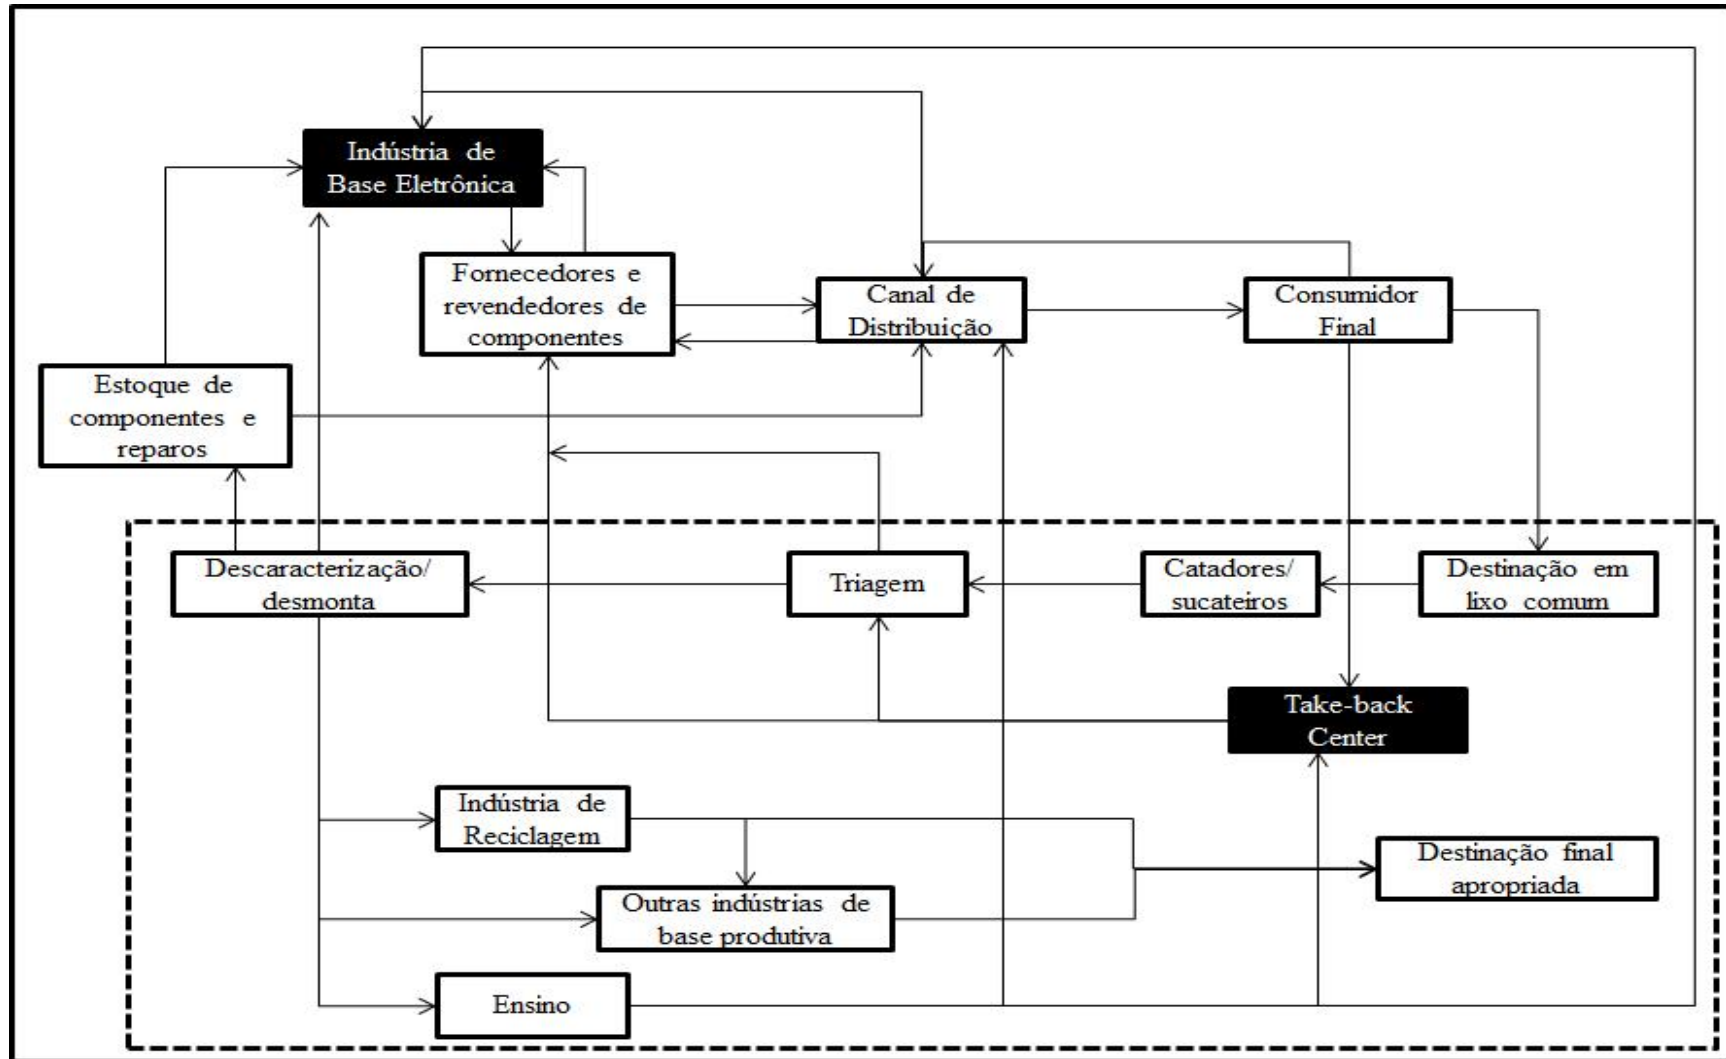 Indústria de
Base Eletrônica
Fornecedores e
revendedores de
componentes
Canal de
Distribuição
Consumidor
Final
Estoque de
componentes e
reparos
Descaracterização/
desmonta
Triagem
Catadores/
sucateiros
Destinação em
lixo comum
Take-back
Center
Indústria de
Reciclagem
Destinação final
apropriada
Outras indústrias de
base produtiva
Ensino